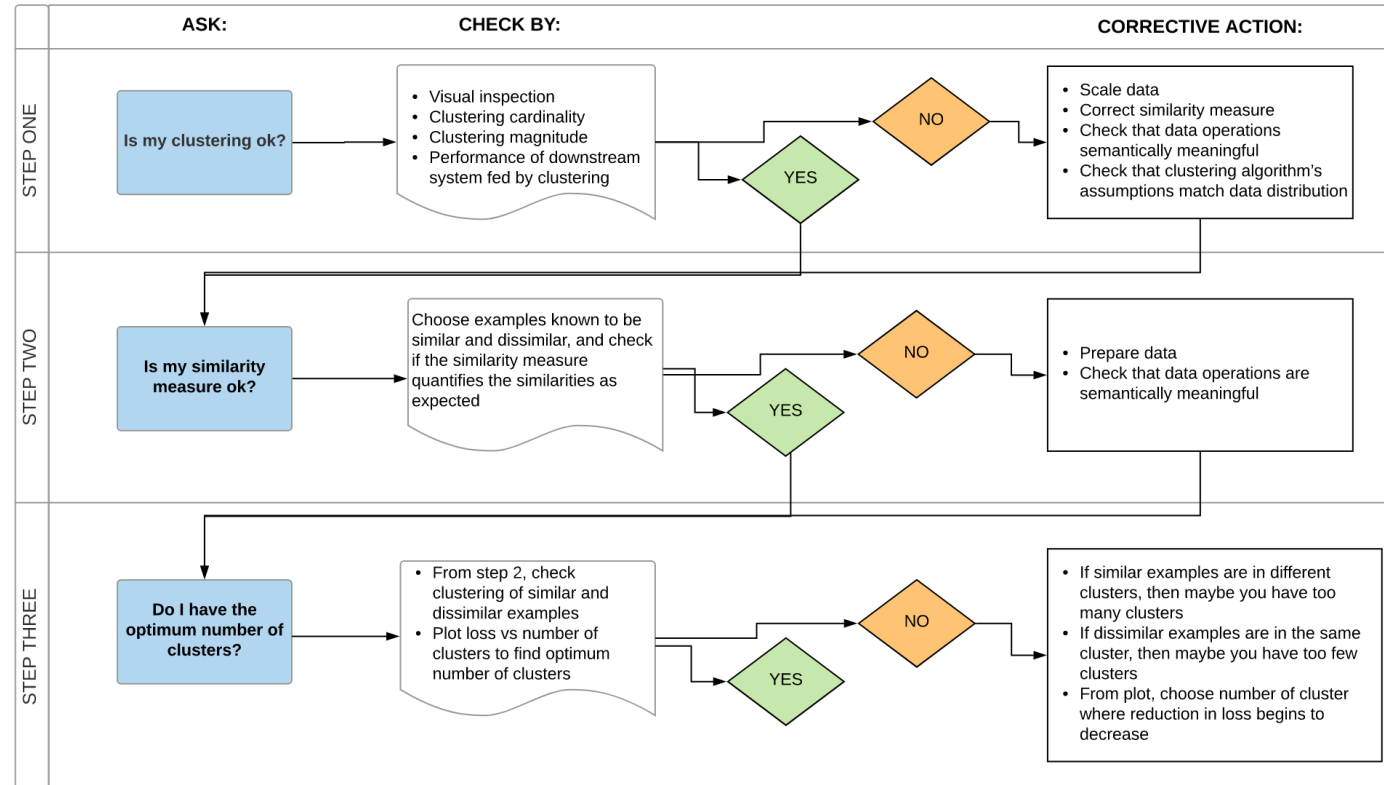 ASK:
CHECK BY:
CORRECTIVE ACTION:
STEP ONE
Is my clustering ok?
• Visual inspection
• Clustering cardinality
• Clustering magnitude
• Performance of downstream
system fed by clustering
NO
YES
• Scale data
• Correct similarity measure
• Check that data operations
semantically meaningful
• Check that clustering algorithm's
assumptions match data distribution
STEP TWO
Is my similarity
measure ok?
Choose examples known to be
similar and dissimilar, and check
if the similarity measure
quantifies the similarities as
expected
NO
YES
• Prepare data
• Check that data operations are
semantically meaningful
STEP THREE
Do I have the
optimum number of
clusters?
• From step 2, check
clustering of similar and
dissimilar examples
• Plot loss vs number of
clusters to find optimum
number of clusters
NO
YES
• If similar examples are in different
clusters, then maybe you have too
many clusters
• If dissimilar examples are in the same
cluster, then maybe you have too few
clusters
• From plot, choose number of cluster
where reduction in loss begins to
decrease